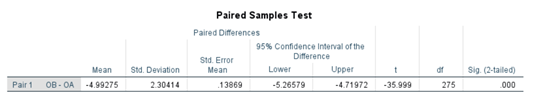 Paired Samples Test
Paired Differences
95% Confidence Interval of the
Difference
Std. Error
Mean Std. Deviation Mean Lower Upper t df Sig. (2-tailed)
Pair 1 OB - OA -4.99275 2.30414 .13869 -5.26579 -4.71972 -35.999 275 .000